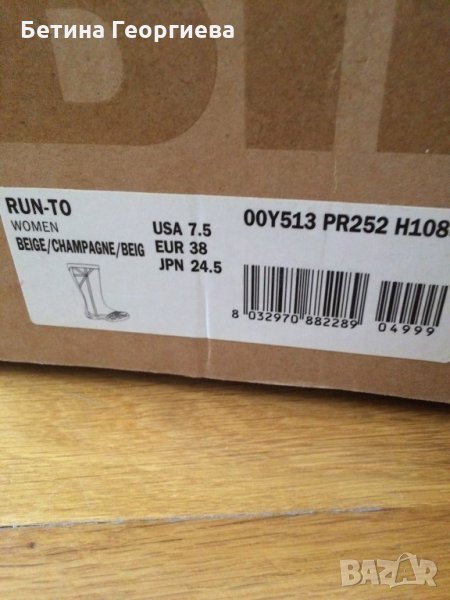 Бетина Георгиева
RUN-TO
WOMEN
BEIGE/CHAMPAGNE/BEIG
USA 7.5
EUR 38
JPN 24.5
00Y513 PR252 H108
8 032970 882289
04999
BAZAR